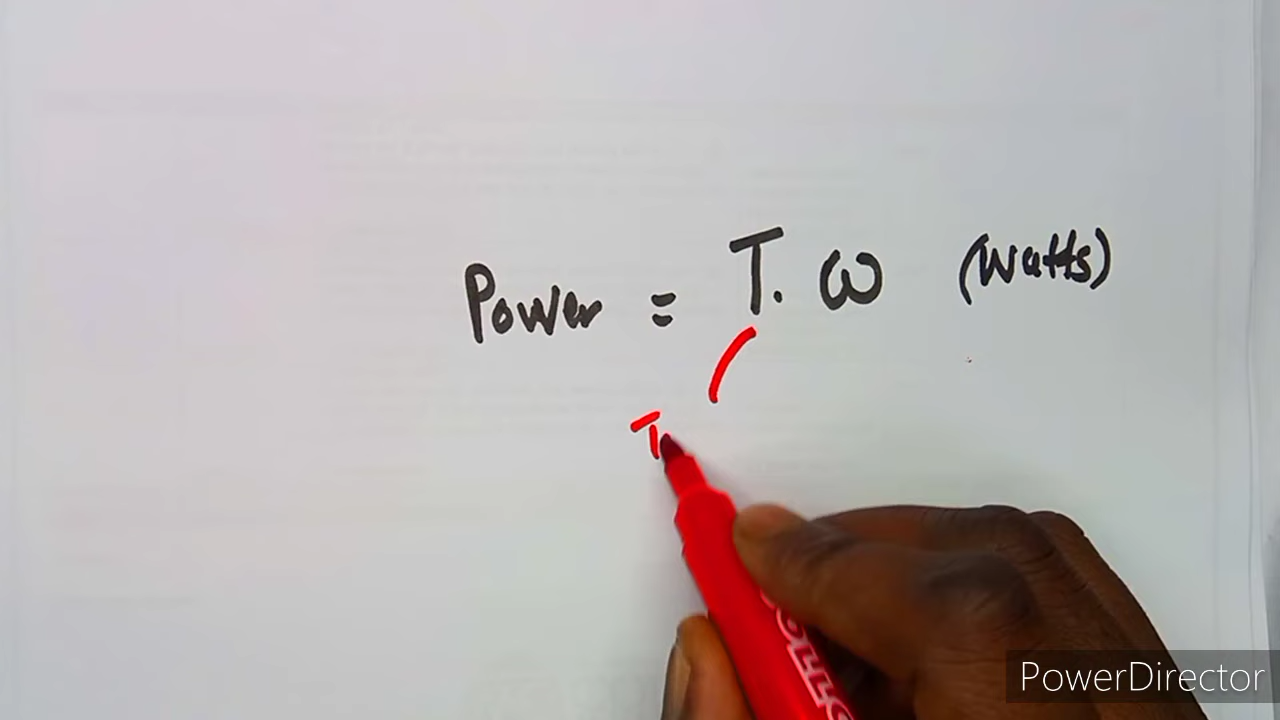 Power = T. ω (Watts)
T
PowerDirector